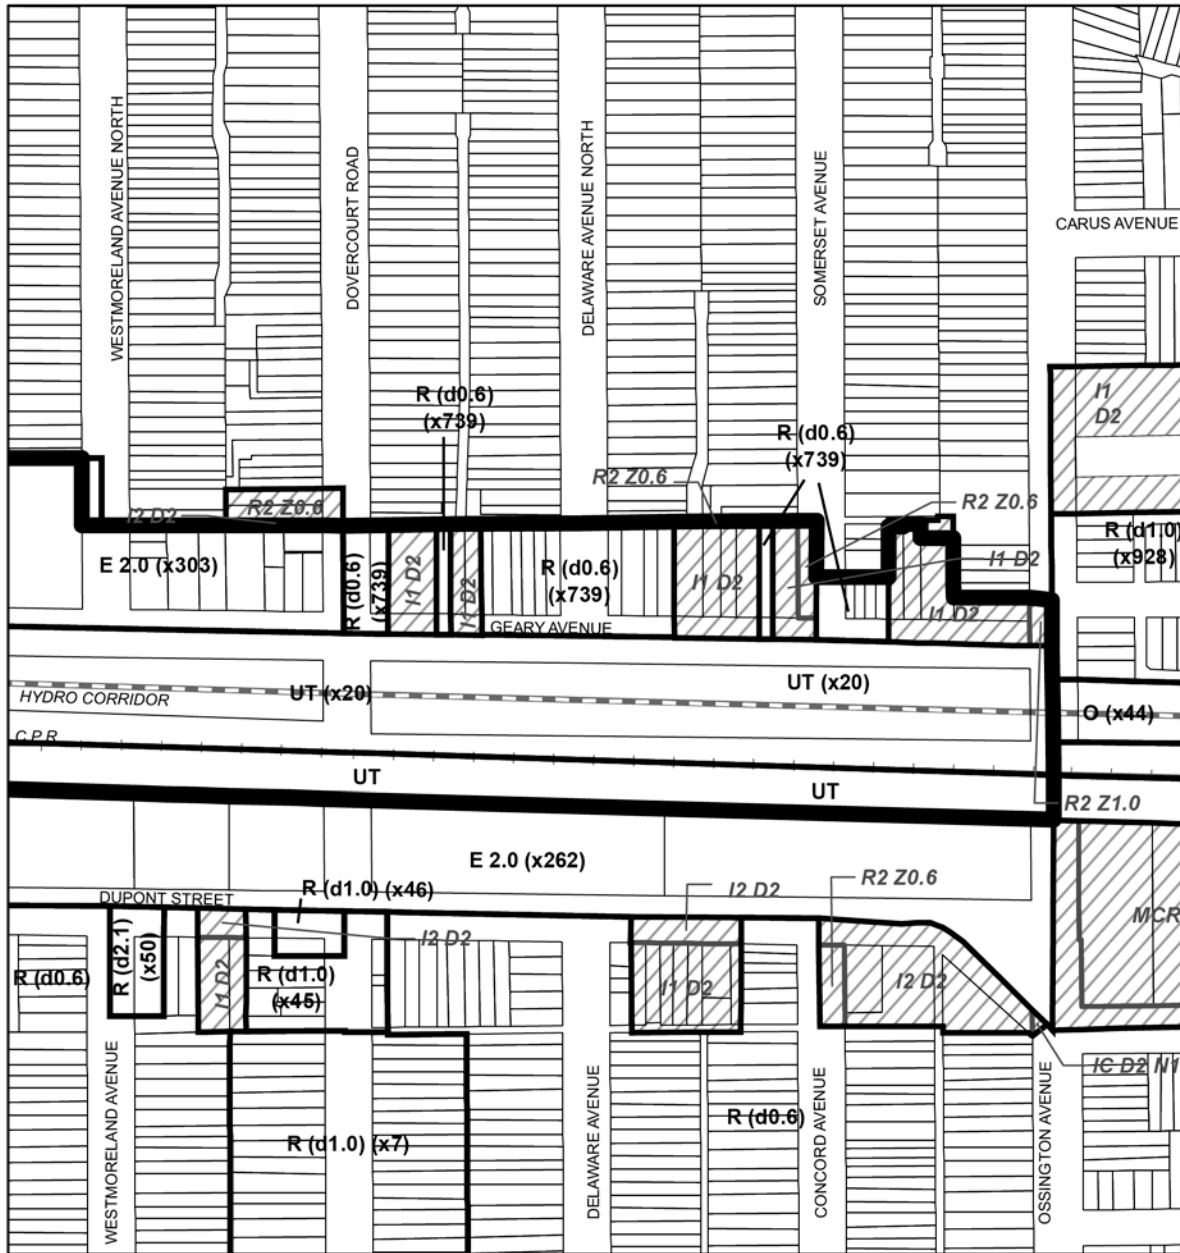 WESTMORELAND AVENUE NORTH
DOVERCOURT ROAD
DELAWARE AVENUE NORTH
SOMERSET AVENUE
CARUS AVENUE
R (d0.6)
(x739)
R (d0.6)
(x739)
I1
D2
R2 Z0.6
R2 Z0.6
I2 D2
R2 Z0.6
R (d1.0)
(x928)
E 2.0 (x303)
R (d0.6)
(x739)
I1 D2
I1 D2
R (d0.6)
(x739)
I1 D2
I1 D2
I1 D2
GEARY AVENUE
UT (x20)
UT (x20)
HYDRO CORRIDOR
O (x44)
C.P.R
UT
UT
R2 Z1.0
E 2.0 (x262)
DUPONT STREET
R (d1.0) (x46)
I2 D2
R2 Z0.6
MCR
R (d0.6)
R (d2.1)
(x50)
I2 D2
I1 D2
R (d1.0)
(x45)
I1 D2
I2 D2
IC D2 N1
WESTMORELAND AVENUE
R (d1.0) (x7)
DELAWARE AVENUE
R (d0.6)
CONCORD AVENUE
OSSINGTON AVENUE